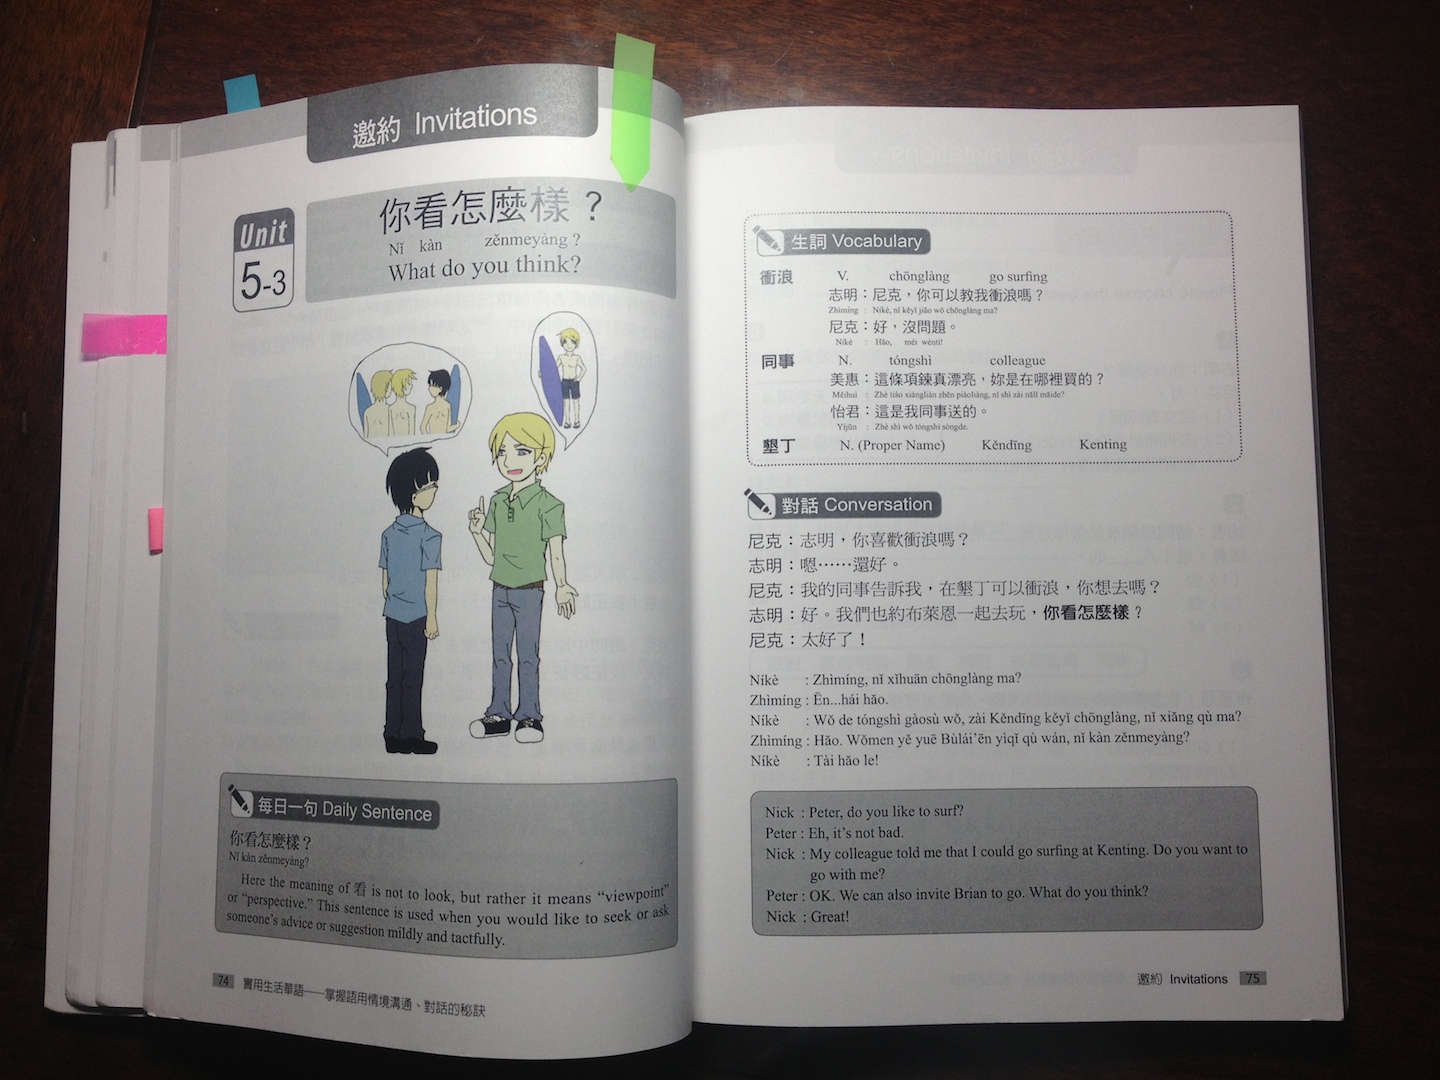 邀約 Invitations
Unit
5-3
你看怎麼樣？
Nǐ kàn zěnmeyàng?
What do you think?
每日一句 Daily Sentence
你看怎麼樣？
Nǐ kàn zěnmeyàng?
Here the meaning of 看 is not to look, but rather it means “viewpoint”
or “perspective.” This sentence is used when you would like to seek or ask
someone’s advice or suggestion mildly and tactfully.
74 實用生活華語——掌握語用情境溝通、對話的秘訣
生詞 Vocabulary
衝浪 V. chōnglàng go surfing
志明：尼克，你可以教我衝浪嗎？
Zhìmíng : Níkè, nǐ kěyǐ jiāo wǒ chōnglàng ma?
尼克：好，沒問題。
Níkè : Hǎo, méi wèntí!
同事 N. tóngshì colleague
美惠：這條項鍊真漂亮，妳是在哪裡買的？
Měihuì : Zhè tiáo xiàngliàn zhēn piàoliàng, nǐ shì zài nǎlǐ mǎide?
怡君：這是我同事送的。
Yíjūn : Zhè shì wǒ tóngshì sòngde.
墾丁 N. (Proper Name) Kěndīng Kenting
對話 Conversation
尼克：志明，你喜歡衝浪嗎？
志明：嗯……還好。
尼克：我的同事告訴我，在墾丁可以衝浪，你想去嗎？
志明：好。我們也約布萊恩一起去玩，你看怎麼樣？
尼克：太好了！
Níkè : Zhìmíng, nǐ xǐhuān chōnglàng ma?
Zhìmíng : Ēn...hái hǎo.
Níkè : Wǒ de tóngshì gàosù wǒ, zài Kěndīng kěyǐ chōnglàng, nǐ xiǎng qù ma?
Zhìmíng : Hǎo. Wǒmen yě yuē Bùlái’ēn yìqǐ qù wán, nǐ kàn zěnmeyàng?
Níkè : Tài hǎo le!
Nick : Peter, do you like to surf?
Peter : Eh, it’s not bad.
Nick : My colleague told me that I could go surfing at Kenting. Do you want to
go with me?
Peter : OK. We can also invite Brian to go. What do you think?
Nick : Great!
邀約 Invitations 75